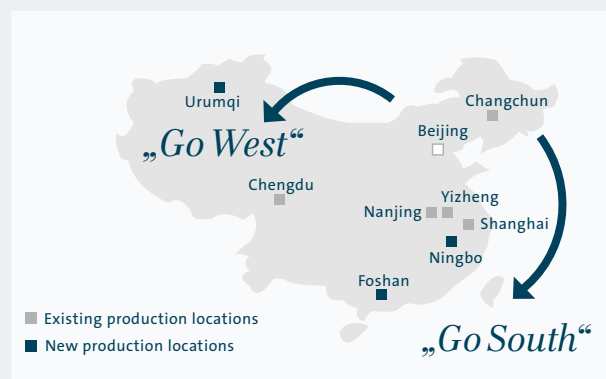 Urumqi
Changchun
Beijing
„Go West“
Chengdu
Yizheng
Nanjing
Shanghai
Ningbo
Foshan
Existing production locations
New production locations
„Go South“